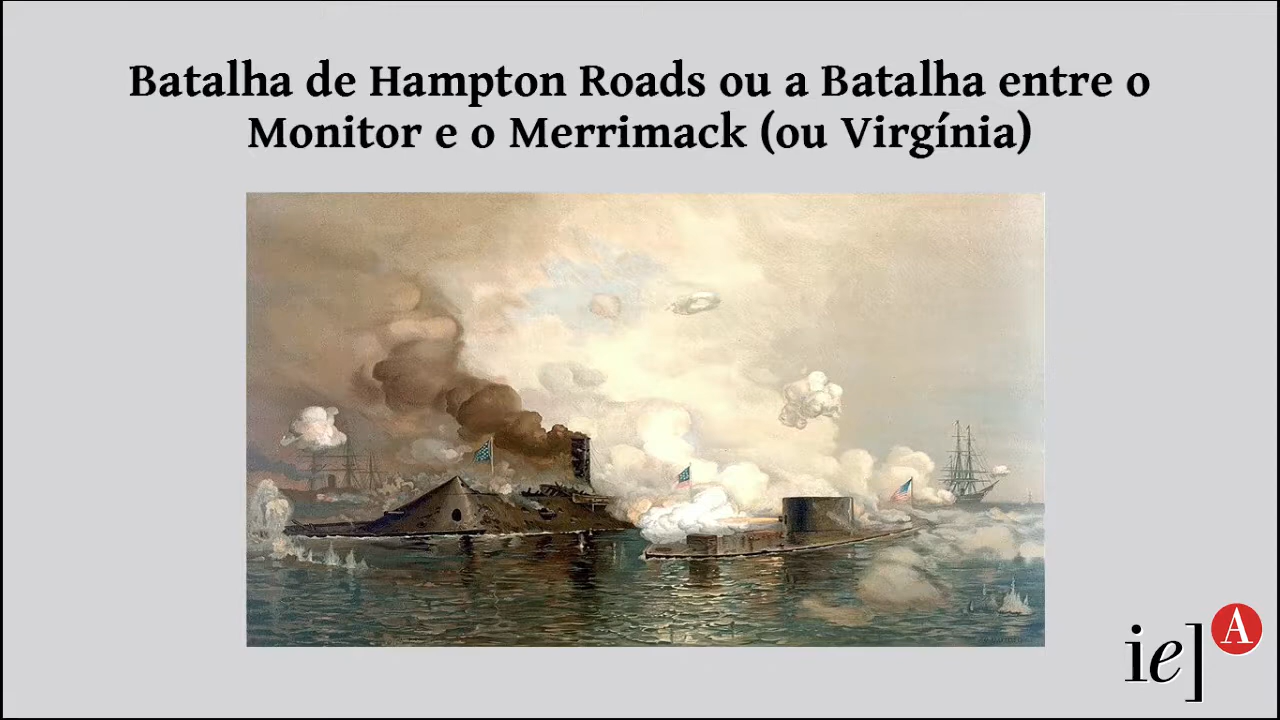 Batalha de Hampton Roads ou a Batalha entre o
Monitor e o Merrimack (ou Virgínia)
ie] A